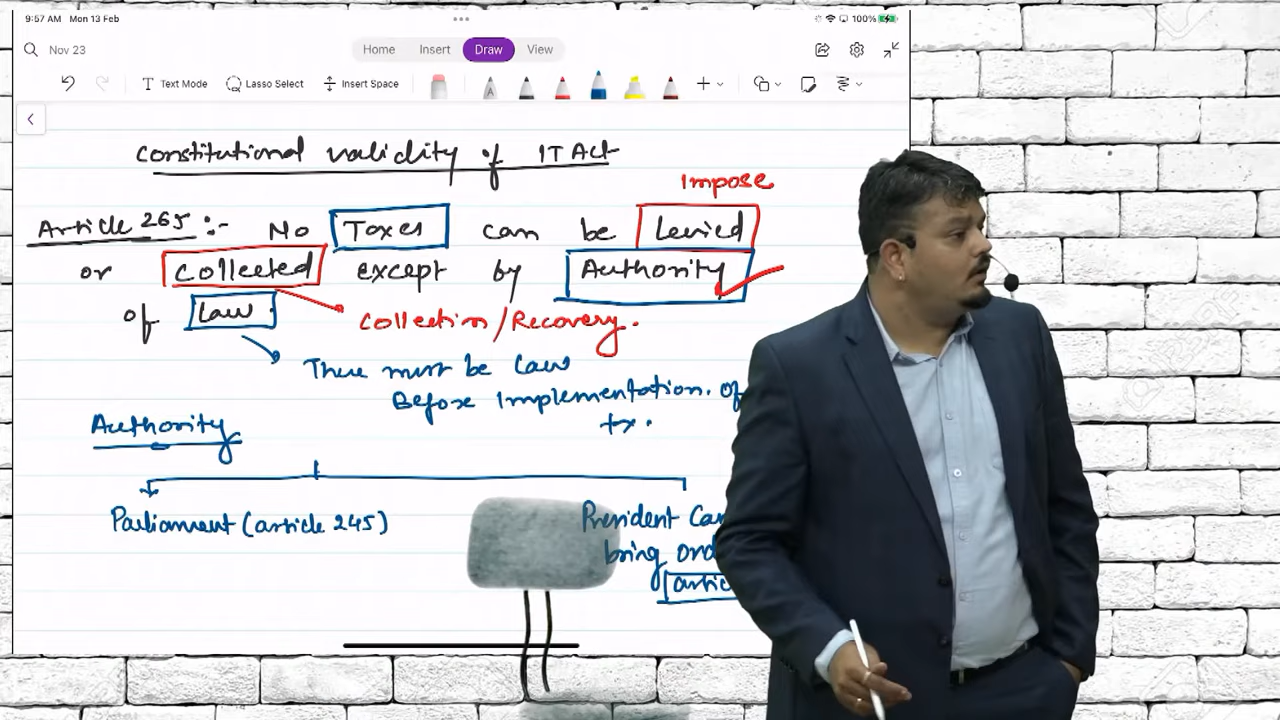 9:57 AM Mon 13 Feb
100%
Nov 23
Home Insert Draw View
Text Mode Lasso Select Insert Space
Constitutional validity of IT Act
Impose
Article 265 :- No Taxes can be levied
or collected except by Authority
of Law.
Collection/Recovery.
There must be law
Before Implementation. of
tx.
Authority
Parliament (article 245)
President Can
bring ord
artic